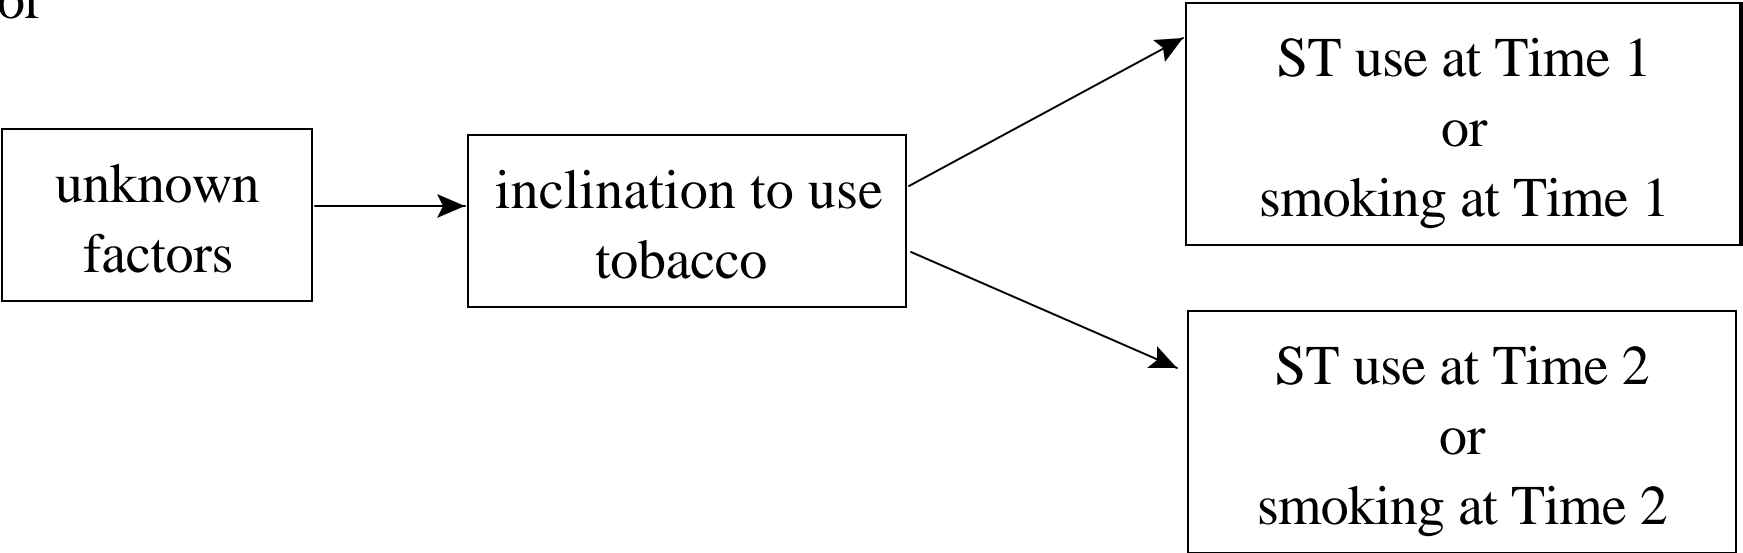 or
unknown
factors
inclination to use
tobacco
ST use at Time 1
or
smoking at Time 1
ST use at Time 2
or
smoking at Time 2